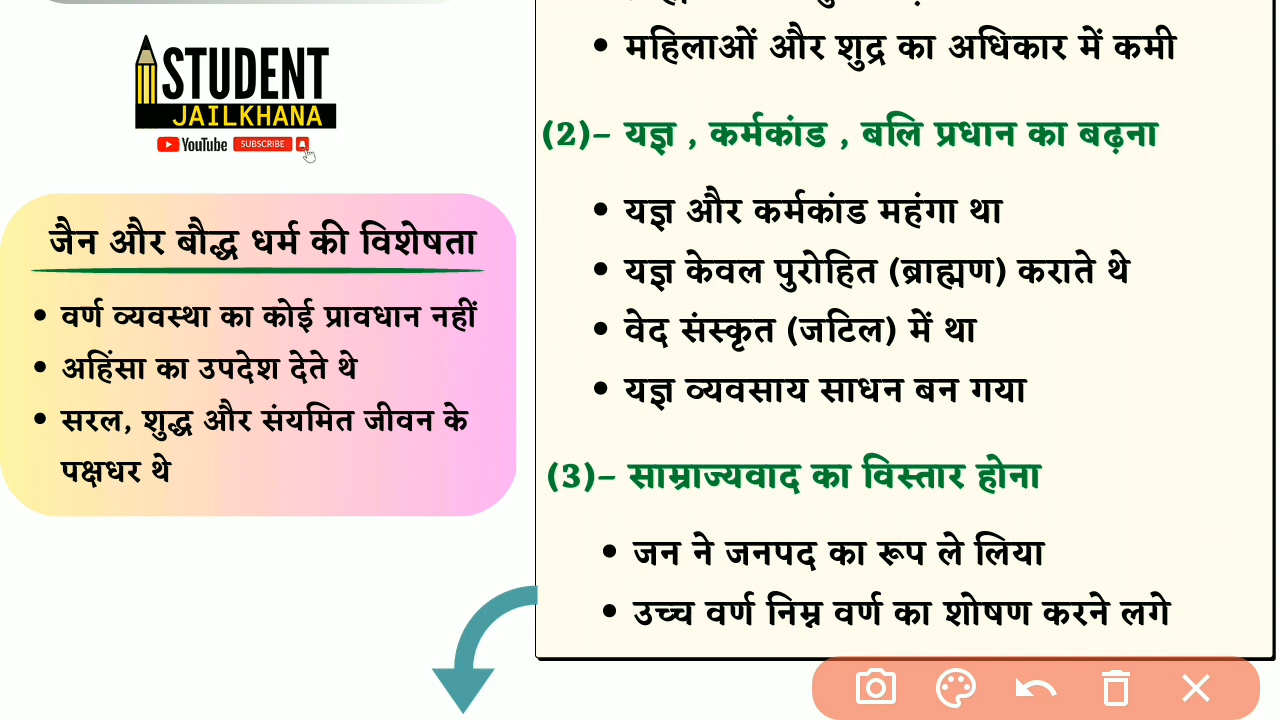 STUDENT
JAILKHANA
YouTube SUBSCRIBE
जैन और बौद्ध धर्म की विशेषता
• वर्ण व्यवस्था का कोई प्रावधान नहीं
• अहिंसा का उपदेश देते थे
• सरल, शुद्ध और संयमित जीवन के
पक्षधर थे
• महिलाओं और शुद्र का अधिकार में कमी
(2)– यज्ञ , कर्मकांड , बलि प्रधान का बढ़ना
• यज्ञ और कर्मकांड महंगा था
• यज्ञ केवल पुरोहित (ब्राह्मण) कराते थे
• वेद संस्कृत (जटिल) में था
• यज्ञ व्यवसाय साधन बन गया
(3)– साम्राज्यवाद का विस्तार होना
• जन ने जनपद का रूप ले लिया
• उच्च वर्ण निम्न वर्ण का शोषण करने लगे